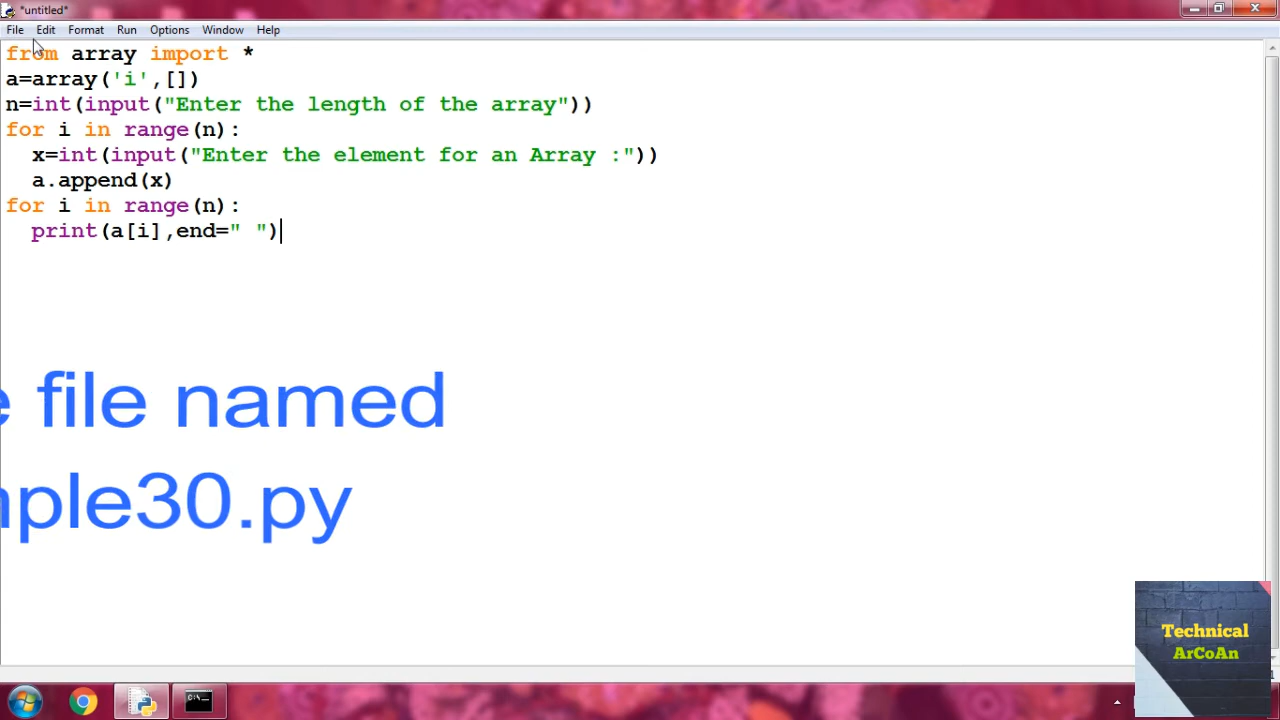 *untitled*
File Edit Format Run Options Window Help
from array import *
a=array('i',[])
n=int(input("Enter the length of the array"))
for i in range(n):
  x=int(input("Enter the element for an Array :"))
  a.append(x)
for i in range(n):
  print(a[i],end=" ")
file named
ple30.py
Technical
ArCoAn